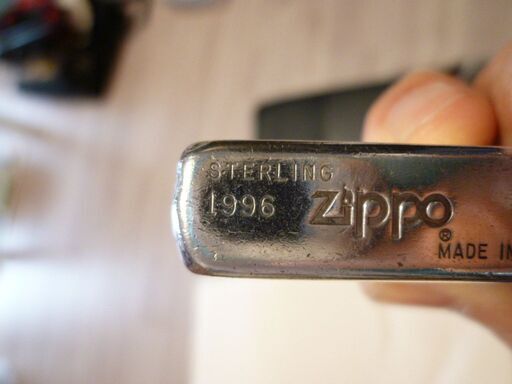 STERLING
1996 Zippo
®
MADE IN